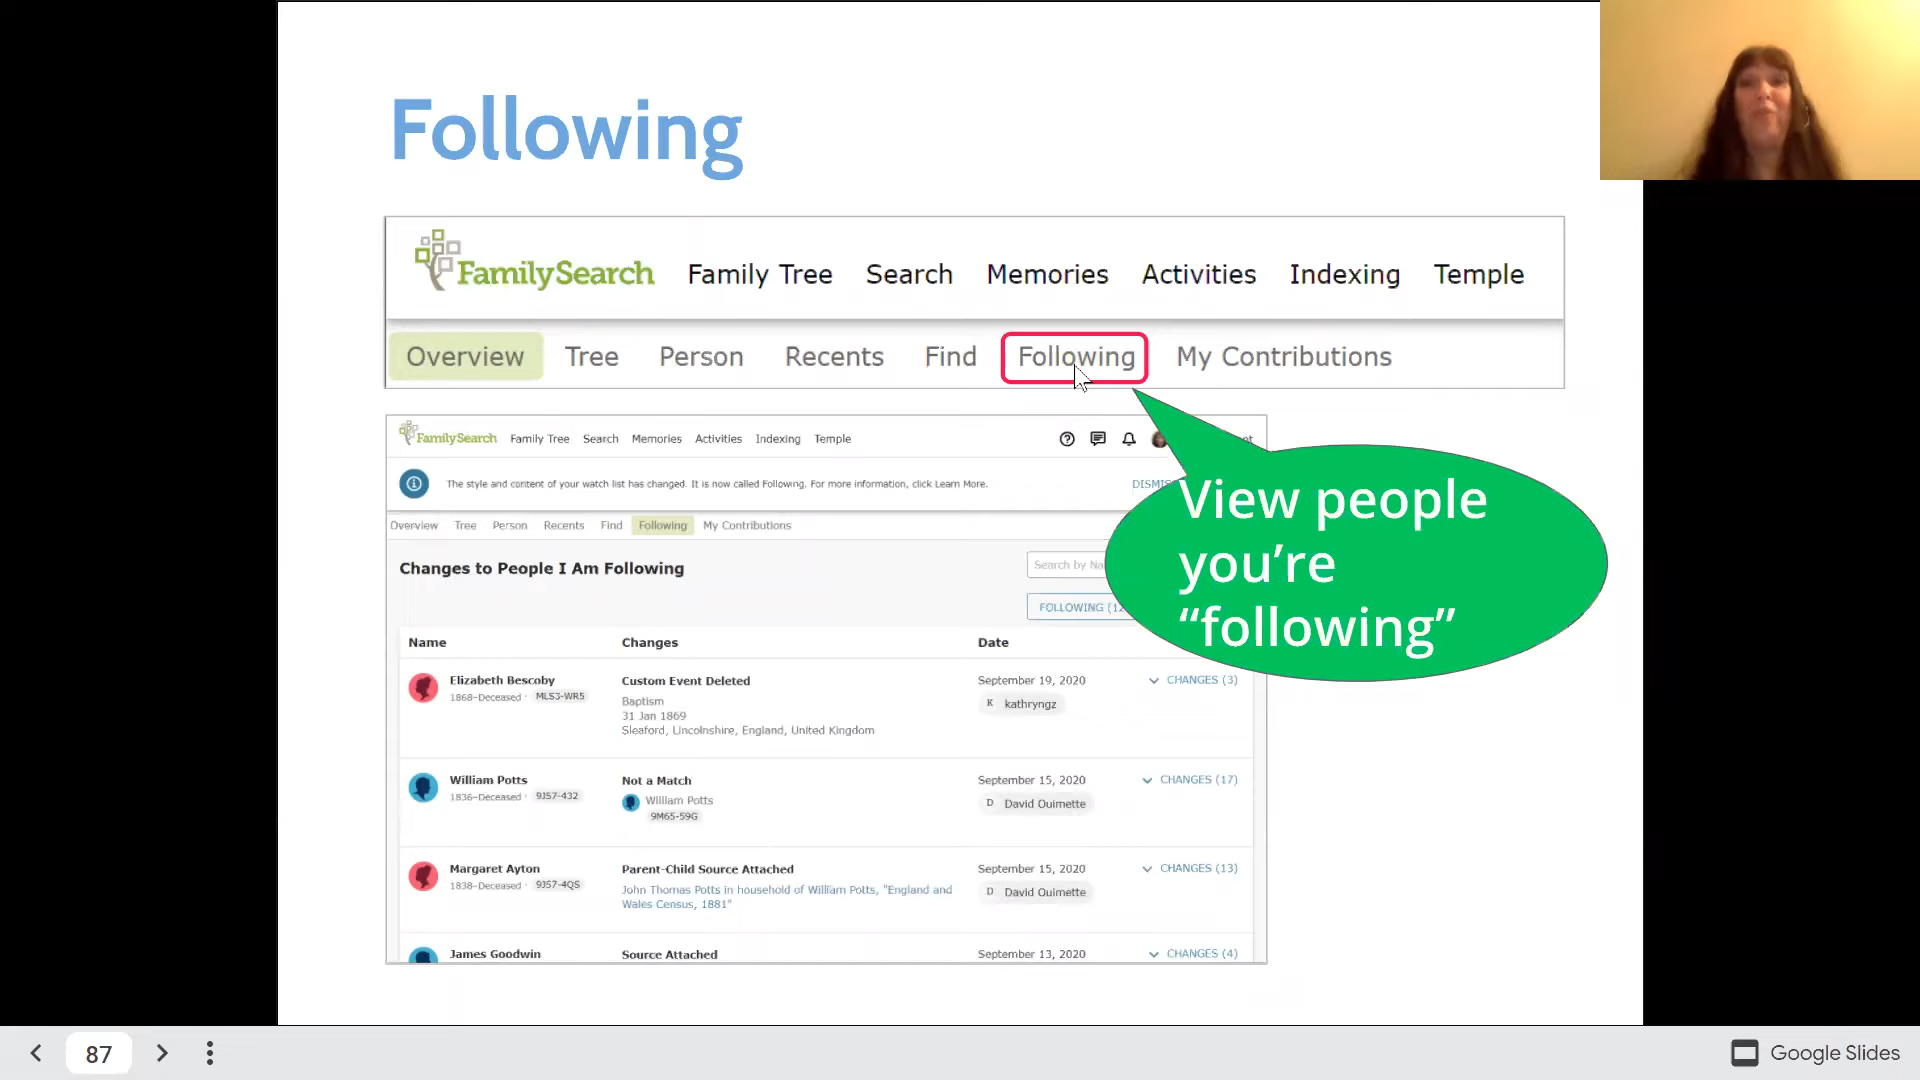 Following
FamilySearch Family Tree Search Memories Activities Indexing Temple
Overview Tree Person Recents Find Following My Contributions
FamilySearch Family Tree Search Memories Activities Indexing Temple
The style and content of your watch list has changed. It is now called Following. For more information, click Learn More.
Overview Tree Person Recents Find Following My Contributions
View people
you’re
“following”
Changes to People I Am Following
Search by
FOLLOWING
Name Changes Date
Elizabeth Bescoby Custom Event Deleted September 19, 2020 CHANGES (3)
1868–Deceased · MLS3-WR5 Baptism K kathryngz
31 Jan 1869
Sleaford, Lincolnshire, England, United Kingdom
William Potts Not a Match September 15, 2020 CHANGES (17)
1836–Deceased · 9J57-432 William Potts D David Ouimette
9M65-59G
Margaret Ayton Parent-Child Source Attached September 15, 2020 CHANGES (13)
1838–Deceased · 9J57-4QS John Thomas Potts in household of William Potts, "England and D David Ouimette
Wales Census, 1881"
James Goodwin Source Attached September 13, 2020 CHANGES (4)
87 Google Slides